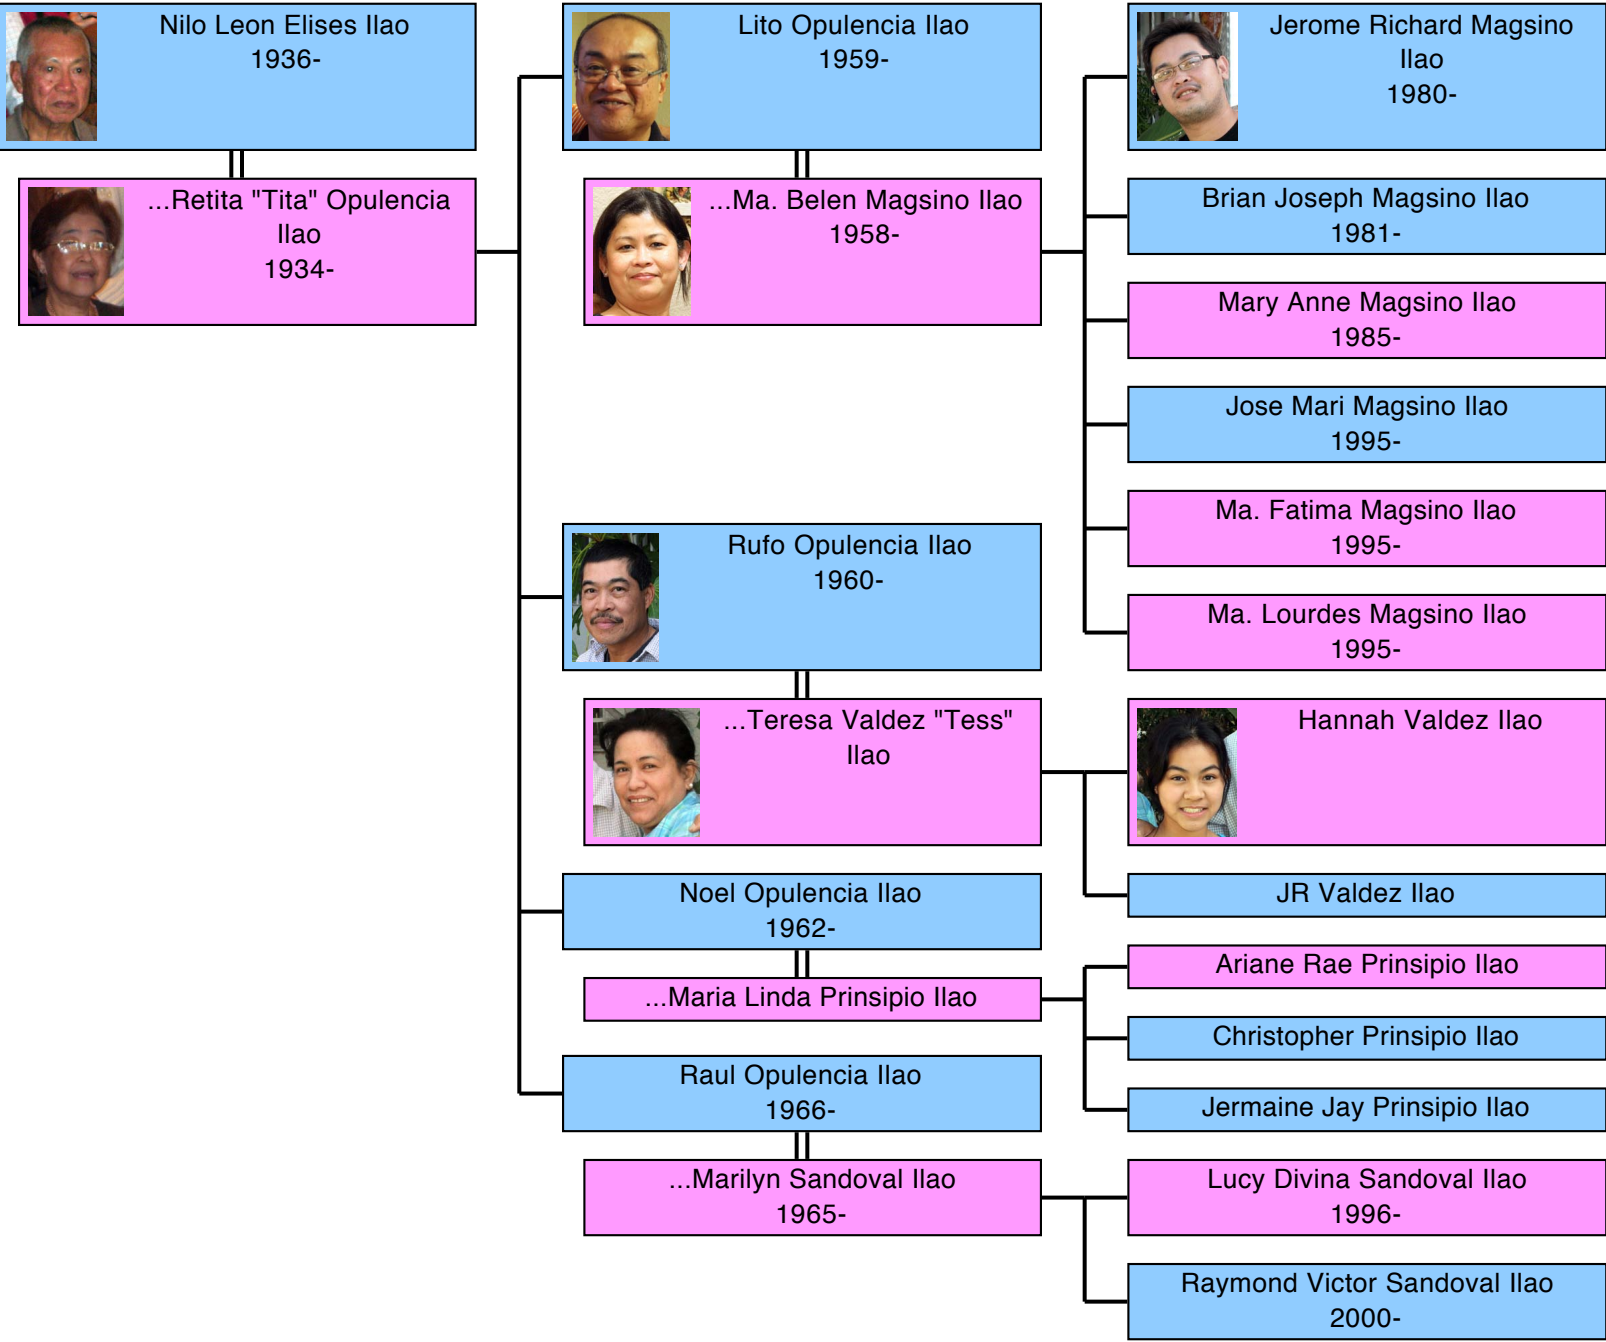 Nilo Leon Elises Ilao
1936-
...Retita "Tita" Opulencia
Ilao
1934-
Lito Opulencia Ilao
1959-
...Ma. Belen Magsino Ilao
1958-
Jerome Richard Magsino
Ilao
1980-
Brian Joseph Magsino Ilao
1981-
Mary Anne Magsino Ilao
1985-
Jose Mari Magsino Ilao
1995-
Ma. Fatima Magsino Ilao
1995-
Ma. Lourdes Magsino Ilao
1995-
Rufo Opulencia Ilao
1960-
...Teresa Valdez "Tess"
Ilao
Hannah Valdez Ilao
JR Valdez Ilao
Noel Opulencia Ilao
1962-
...Maria Linda Prinsipio Ilao
Ariane Rae Prinsipio Ilao
Christopher Prinsipio Ilao
Jermaine Jay Prinsipio Ilao
Raul Opulencia Ilao
1966-
...Marilyn Sandoval Ilao
1965-
Lucy Divina Sandoval Ilao
1996-
Raymond Victor Sandoval Ilao
2000-